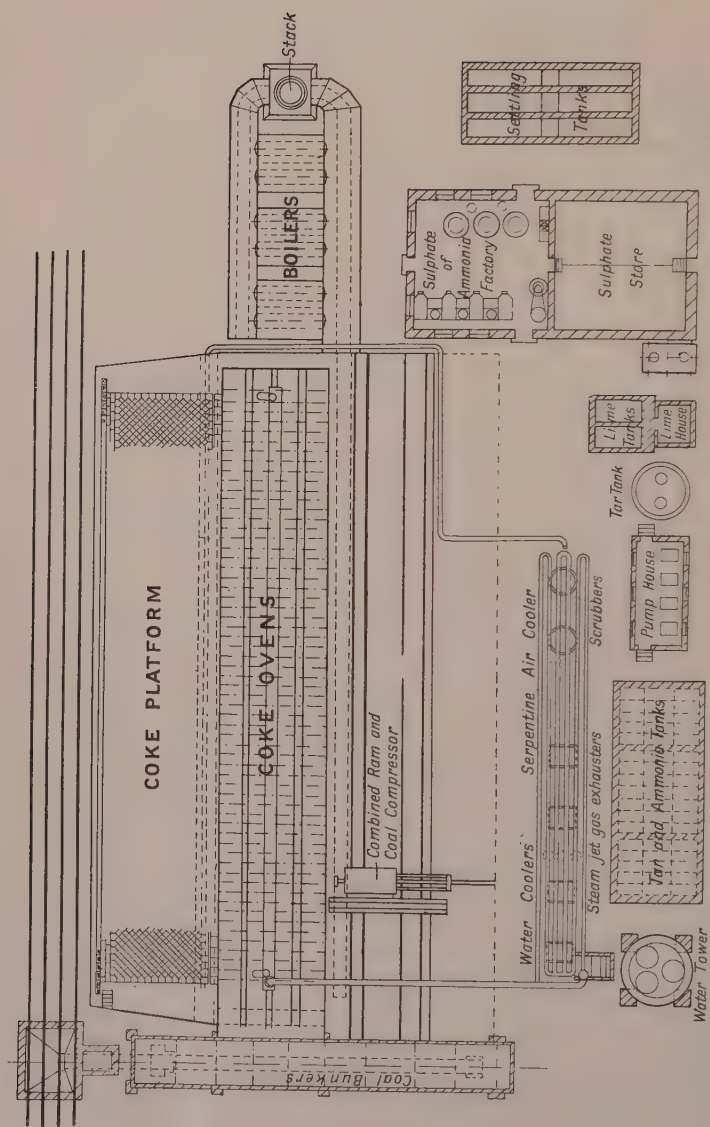 Stack
BOILERS
Settling
Tanks
Sulphate
of
Ammonia
Factory
Sulphate
Store
COKE PLATFORM
COKE OVENS
Combined Ram and
Coal Compressor
Coal Bunkers
Lime
Tanks
Lime
House
Tar Tank
Pump House
Water Coolers
Serpentine Air Cooler
Steam jet gas exhausters
Scrubbers
Tan and Ammonia Tanks
Water Tower